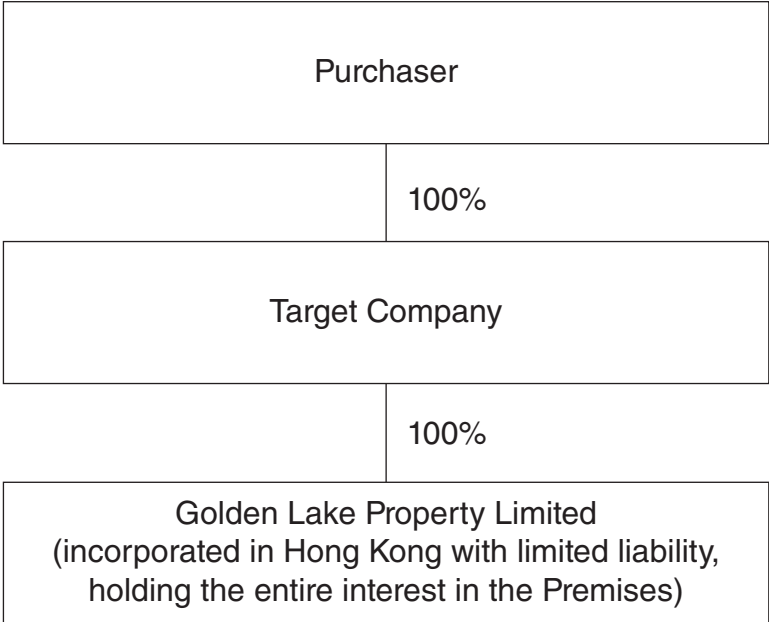 Purchaser
100%
Target Company
100%
Golden Lake Property Limited
(incorporated in Hong Kong with limited liability,
holding the entire interest in the Premises)